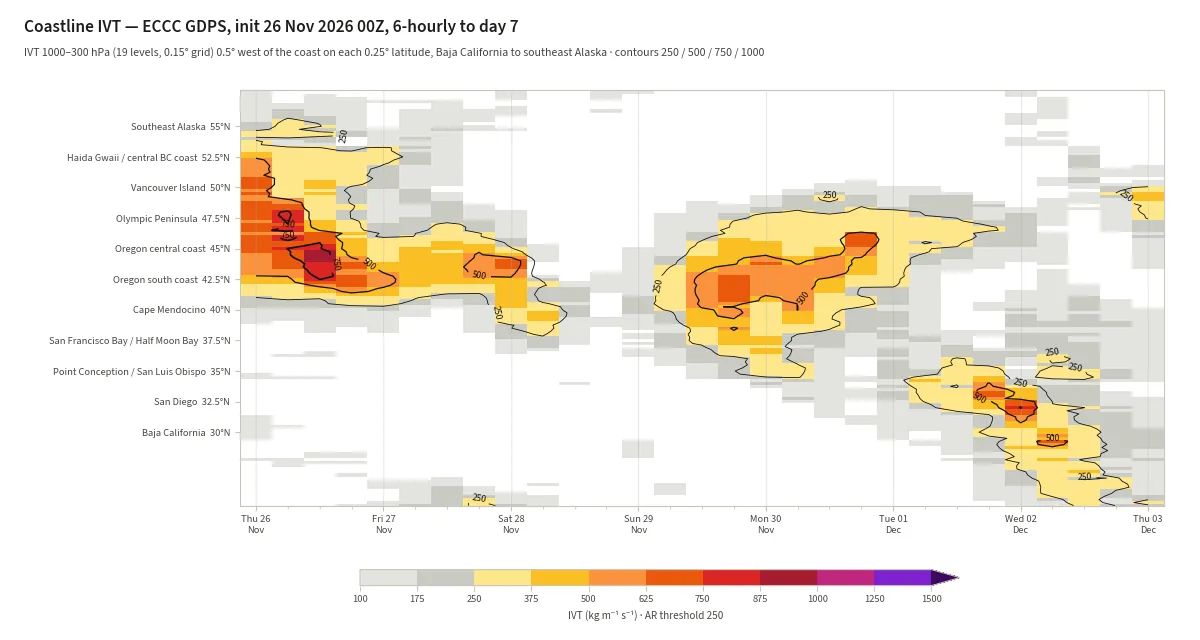 Coastline IVT — ECCC GDPS, init 26 Nov 2026 00Z, 6-hourly to day 7
IVT 1000–300 hPa (19 levels, 0.15° grid) 0.5° west of the coast on each 0.25° latitude, Baja California to southeast Alaska · contours 250 / 500 / 750 / 1000
Southeast Alaska 55°N
Haida Gwaii / central BC coast 52.5°N
Vancouver Island 50°N
Olympic Peninsula 47.5°N
Oregon central coast 45°N
Oregon south coast 42.5°N
Cape Mendocino 40°N
San Francisco Bay / Half Moon Bay 37.5°N
Point Conception / San Luis Obispo 35°N
San Diego 32.5°N
Baja California 30°N
250
250
250
750
750
750
500
500
250
250
500
250
250
250
500
500
250
250
Thu 26 Fri 27 Sat 28 Sun 29 Mon 30 Tue 01 Wed 02 Thu 03
Nov Nov Nov Nov Nov Dec Dec Dec
100 175 250 375 500 625 750 875 1000 1250 1500
IVT (kg m⁻¹ s⁻¹) · AR threshold 250